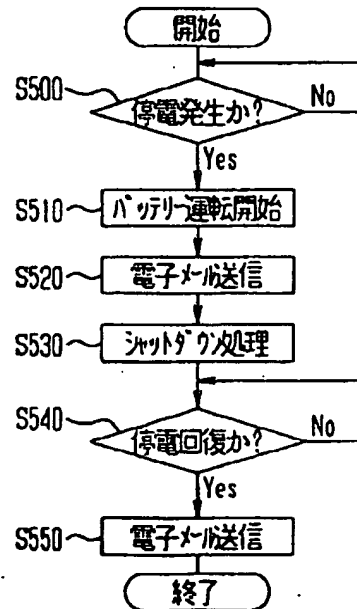 開始
S500
停電発生か?
No
Yes
S510
バッテリー運転開始
S520
電子メール送信
S530
シャットダウン処理
S540
停電回復か?
No
Yes
S550
電子メール送信
終了